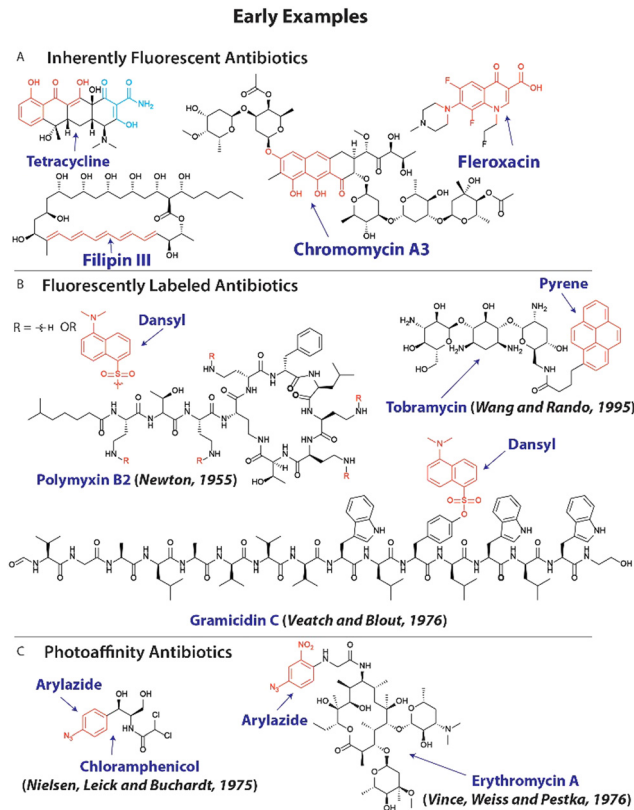 Early Examples
A Inherently Fluorescent Antibiotics
Tetracycline
Filipin III
Chromomycin A3
Fleroxacin
B Fluorescently Labeled Antibiotics
R = H OR
Dansyl
Pyrene
Tobramycin (Wang and Rando, 1995)
Polymyxin B2 (Newton, 1955)
Dansyl
Gramicidin C (Veatch and Blout, 1976)
C Photoaffinity Antibiotics
Arylazide
Chloramphenicol
(Nielsen, Leick and Buchardt, 1975)
Arylazide
Erythromycin A
(Vince, Weiss and Pestka, 1976)